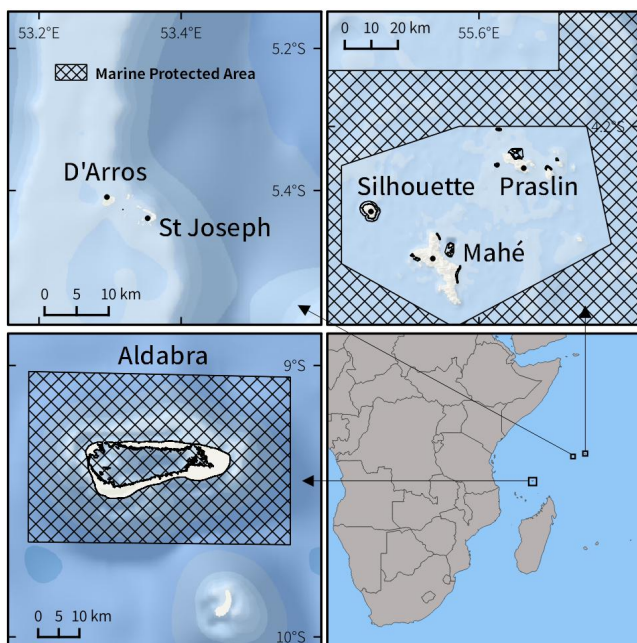 53.2°E
53.4°E
5.2°S
Marine Protected Area
D'Arros
5.4°S
St Joseph
0 5 10 km
0 10 20 km
55.6°E
4.2°S
Silhouette
Praslin
Mahé
Aldabra
9°S
0 5 10 km
10°S